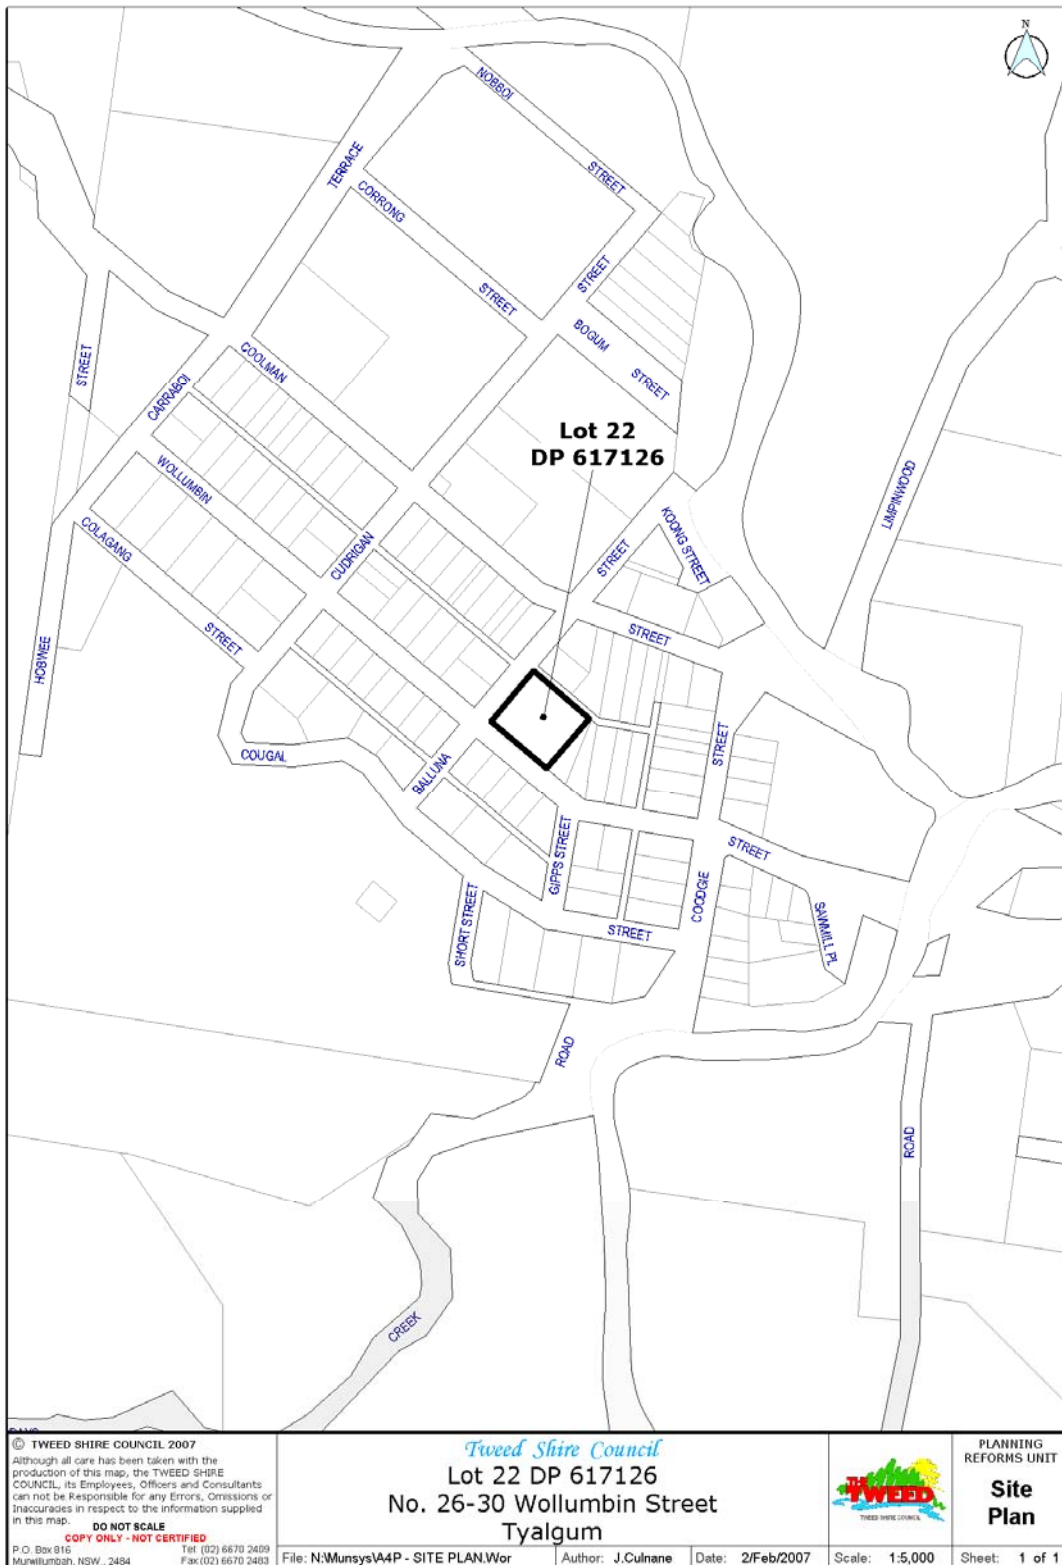 N
NOBBOI
STREET
TERRACE
CORRONG
STREET
STREET
BOGUM
STREET
COOLMAN
STREET
CARRABOI
Lot 22
DP 617126
WOLLUMBIN
LIMPINWOOD
KOONG STREET
COLAGANG
CUDRIGAN
STREET
STREET
STREET
HOBWEE
STREET
COUGAL
BALLUNA
GIPPS STREET
STREET
COODGIE
SHORT STREET
STREET
SAWMILL PL
ROAD
ROAD
CREEK
© TWEED SHIRE COUNCIL 2007
Although all care has been taken with the
production of this map, the TWEED SHIRE
COUNCIL, its Employees, Officers and Consultants
can not be Responsible for any Errors, Omissions or
Inaccuracies in respect to the information supplied
in this map.
DO NOT SCALE
COPY ONLY - NOT CERTIFIED
P.O. Box 816 Tel: (02) 6670 2409
Murwillumbah, NSW., 2484 Fax:(02) 6670 2483
Tweed Shire Council
Lot 22 DP 617126
No. 26-30 Wollumbin Street
Tyalgum
File: N:\Munsys\A4P - SITE PLAN.Wor
Author: J.Culnane
Date: 2/Feb/2007
THE TWEED
TWEED SHIRE COUNCIL
Scale: 1:5,000
PLANNING
REFORMS UNIT
Site
Plan
Sheet: 1 of 1